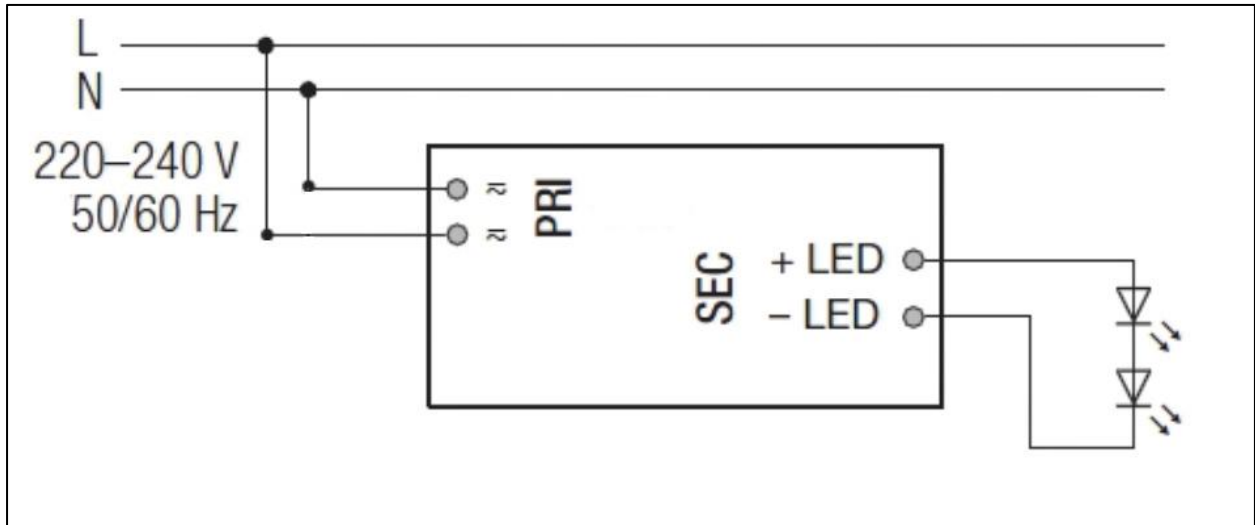 L
N
220–240 V
50/60 Hz
≂ PRI
≂
SEC
+ LED
– LED